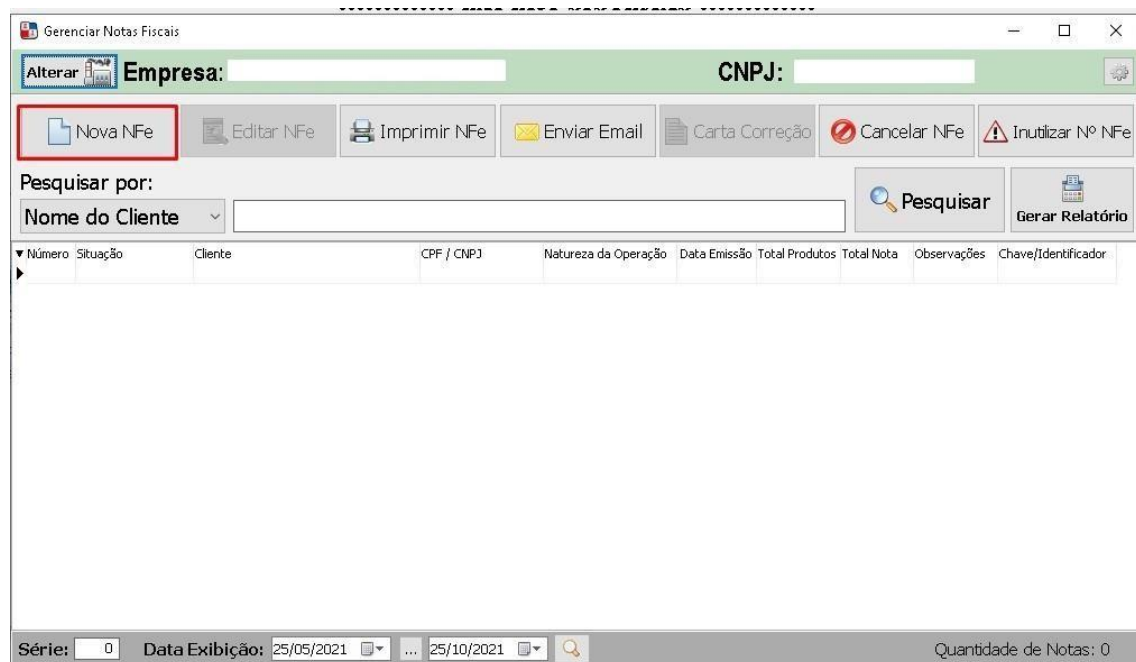 Gerenciar Notas Fiscais
Alterar Empresa: CNPJ:
Nova NFe Editar NFe Imprimir NFe Enviar Email Carta Correção Cancelar NFe Inutilizar Nº NFe
Pesquisar por:
Nome do Cliente Pesquisar Gerar Relatório
Número Situação Cliente CPF / CNPJ Natureza da Operação Data Emissão Total Produtos Total Nota Observações Chave/Identificador
Série: 0 Data Exibição: 25/05/2021 ... 25/10/2021 Quantidade de Notas: 0